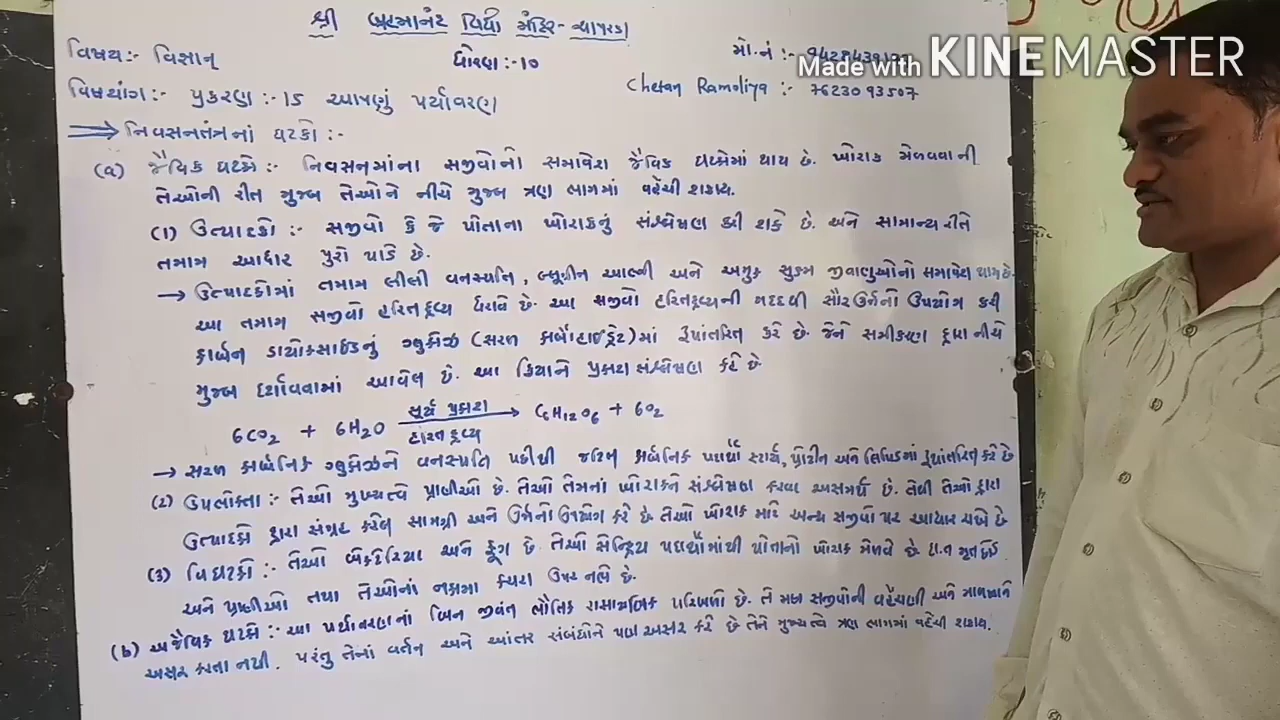 શ્રી બ્રહ્માનંદ વિદ્યા મંદિર - ચાપરડા
વિષય :- વિજ્ઞાન
ધોરણ :- 10
મો.નં :-
Made with KINEMASTER
વિષયાંગ :- પ્રકરણ :- 15 આપણું પર્યાવરણ
Chetan Ramoliya :- 7623093507
નિવસનતંત્રનાં ઘટકો :-
(a) જૈવિક ઘટકો :- નિવસનમાંના સજીવોનો સમાવેશ જૈવિક ઘટકોમાં થાય છે. ખોરાક મેળવવાની
તેઓની રીત મુજબ તેઓને નીચે મુજબ ત્રણ ભાગમાં વહેંચી શકાય.
(1) ઉત્પાદકો :- સજીવો કે જે પોતાના ખોરાકનું સંશ્લેષણ કરી શકે છે. અને સામાન્ય રીતે
તમામ આધાર પુરો પાડે છે.
→ ઉત્પાદકોમાં તમામ લીલી વનસ્પતિ, બ્લુગ્રીન આલ્ગી અને અમુક સુક્ષ્મ જીવાણુઓનો સમાવેશ થાય છે.
આ તમામ સજીવો હરિતદ્રવ્ય ધરાવે છે. આ સજીવો હરિતદ્રવ્યની મદદથી સૌર ઉર્જાનો ઉપયોગ કરી
કાર્બન ડાયોક્સાઇડનું ગ્લુકોઝ (સરળ કાર્બોહાઇડ્રેટ) માં રૂપાંતરિત કરે છે. જેને સમીકરણ દ્વારા નીચે
મુજબ દર્શાવવામાં આવેલ છે. આ ક્રિયાને પ્રકાશ સંશ્લેષણ કહે છે.
સૂર્ય પ્રકાશ
6CO2 + 6H2O → C6H12O6 + 6O2
હરિતદ્રવ્ય
→ સરળ કાર્બનિક ગ્લુકોઝને વનસ્પતિ પછીથી જટિલ કાર્બનિક પદાર્થો સ્ટાર્ચ, પ્રોટીન અને લિપિડમાં રૂપાંતરિત કરે છે
(2) ઉપભોક્તા :- તેઓ મુખ્યત્વે પ્રાણીઓ છે. તેઓ તેમનાં ખોરાકને સંશ્લેષણ કરવા અસમર્થ છે. તેથી તેઓ દ્વારા
ઉત્પાદકો દ્વારા સંગ્રહ કરેલ સામગ્રી અને ઉર્જાનો ઉપયોગ કરે છે. તેઓ ખોરાક માટે અન્ય સજીવો પર આધાર રાખે છે
(3) વિઘટકો :- તેઓ બેક્ટેરિયા અને ફૂગ છે. તેઓ સેન્દ્રિય પદાર્થોમાંથી પોતાનો ખોરાક મેળવે છે. દા.ત મૃત
અને પ્રાણીઓ તથા તેઓનાં નકામા કચરા ઉપર નભે છે.
(b) અજૈવિક ઘટકો :- આ પર્યાવરણનાં બિન જીવંત ભૌતિક રાસાયણિક પરિબળો છે. તે માત્ર સજીવોની વહેંચણી અને
અસર કરતા નથી. પરંતુ તેનાં વર્તન અને આંતર સંબંધોને પણ અસર કરે છે તેને મુખ્યત્વે ત્રણ ભાગમાં વહેંચી શકાય.